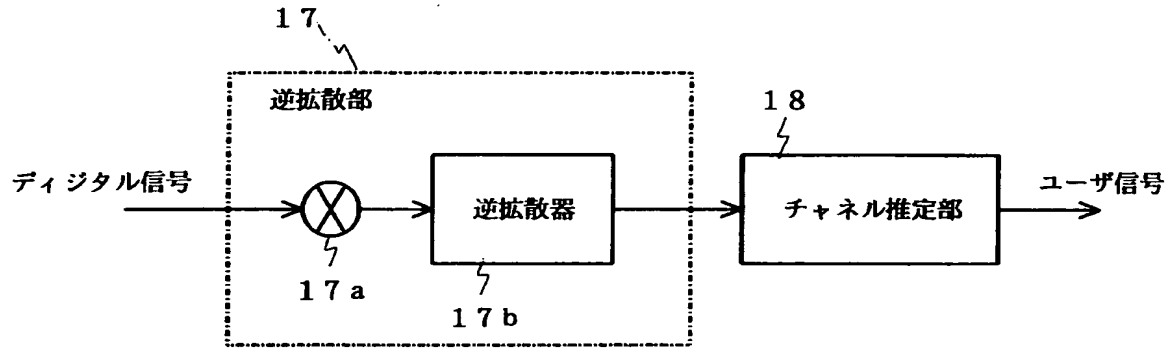 17
逆拡散部
18
ディジタル信号
逆拡散器
チャネル推定部
ユーザ信号
17a
17b